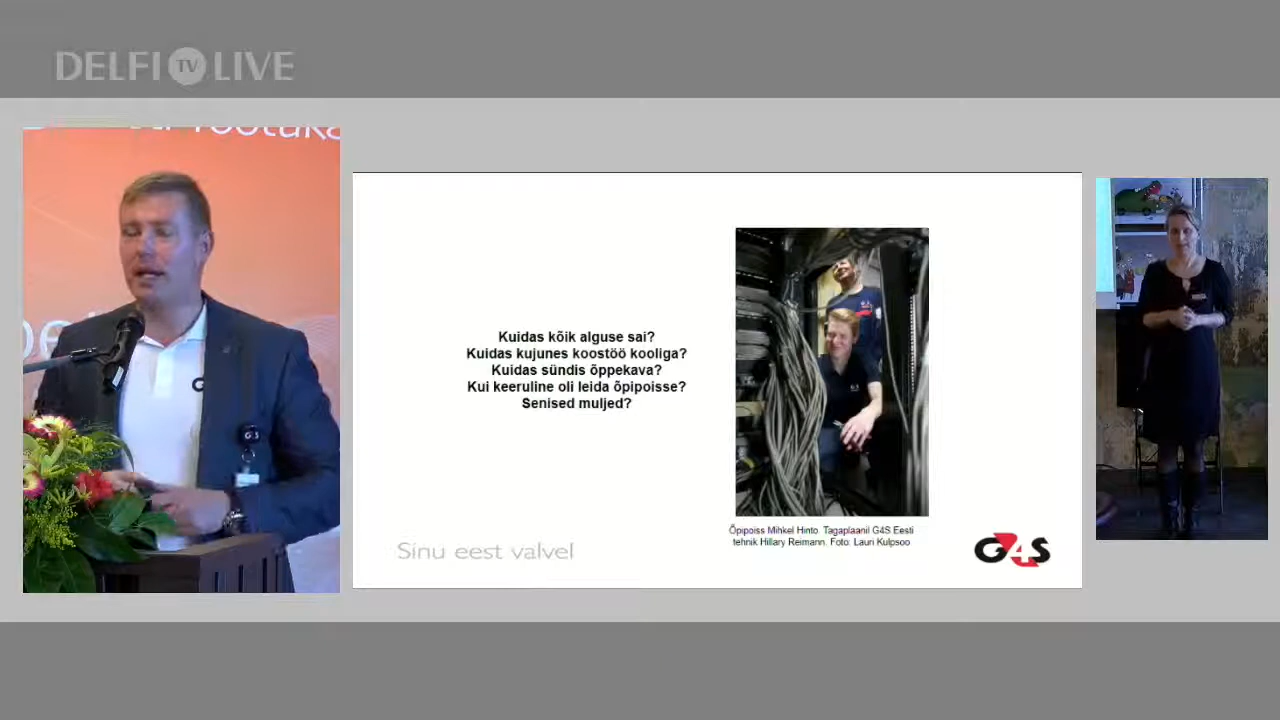 DELFI TV LIVE
Kuidas kõik alguse sai?
Kuidas kujunes koostöö kooliga?
Kuidas sündis õppekava?
Kui keeruline oli leida õpipoisse?
Senised muljed?
Õpipoiss Mihkel Hinto Tagaplaanil G4S Eesti
tehnik Hillary Reimann. Foto: Lauri Kulpsoo
Sinu eest valvel
G4S